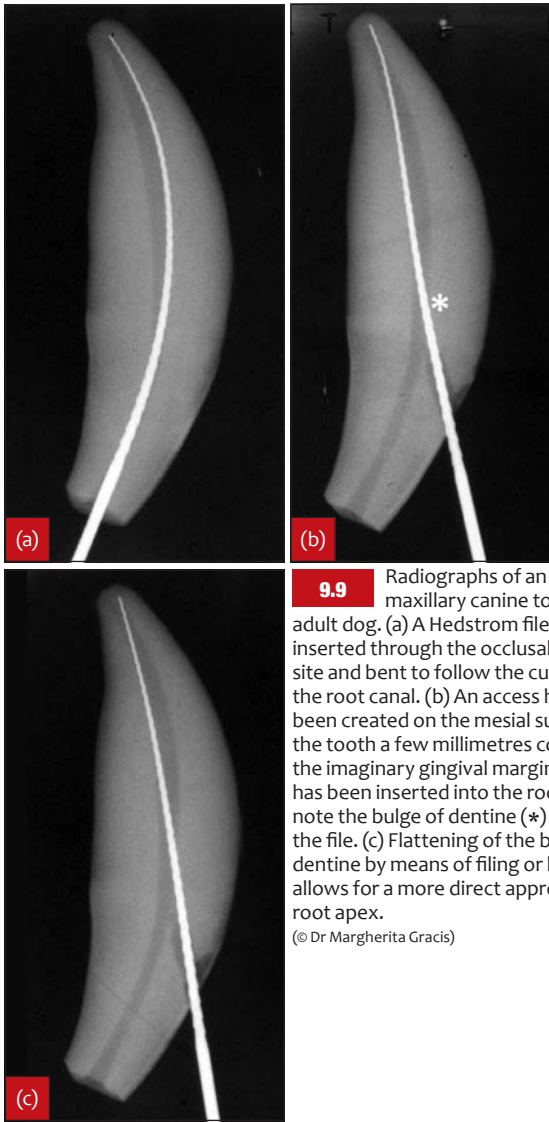 T
*
(a)
(b)
9.9 Radiographs of an
maxillary canine to
adult dog. (a) A Hedstrom file
inserted through the occlusal
site and bent to follow the cu
the root canal. (b) An access h
been created on the mesial su
the tooth a few millimetres co
the imaginary gingival margin
has been inserted into the roo
note the bulge of dentine (*)
the file. (c) Flattening of the b
dentine by means of filing or
allows for a more direct appro
root apex.
(© Dr Margherita Gracis)
(c)